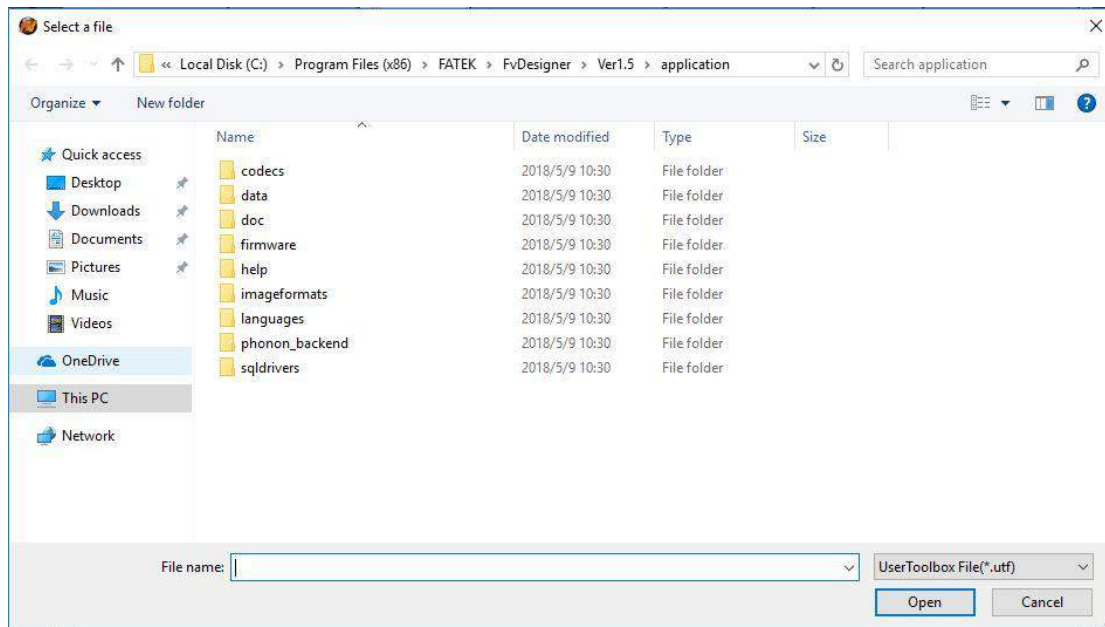 Select a file
« Local Disk (C:) > Program Files (x86) > FATEK > FvDesigner > Ver1.5 > application
Search application
Organize New folder
Name Date modified Type Size
Quick access
Desktop
Downloads
Documents
Pictures
Music
Videos
OneDrive
This PC
Network
codecs 2018/5/9 10:30 File folder
data 2018/5/9 10:30 File folder
doc 2018/5/9 10:30 File folder
firmware 2018/5/9 10:30 File folder
help 2018/5/9 10:30 File folder
imageformats 2018/5/9 10:30 File folder
languages 2018/5/9 10:30 File folder
phonon_backend 2018/5/9 10:30 File folder
sqldrivers 2018/5/9 10:30 File folder
File name:
UserToolbox File(*.utf)
Open Cancel